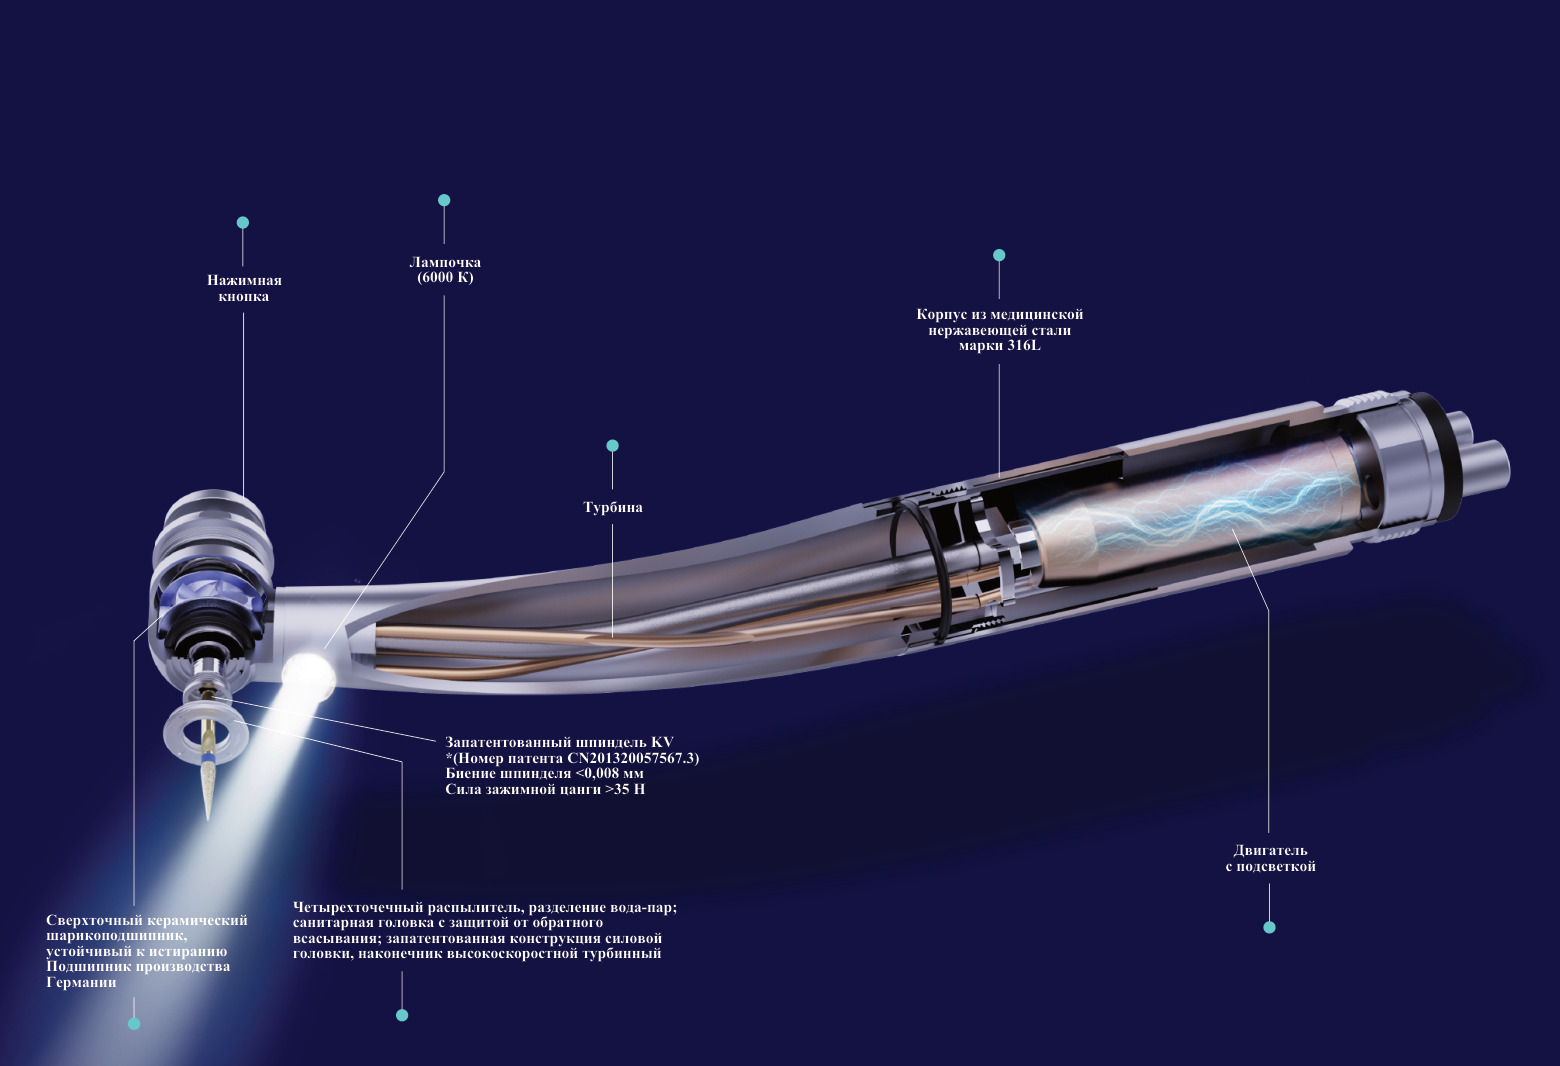 Нажимная
кнопка
Лампочка
(6000 К)
Корпус из медицинской
нержавеющей стали
марки 316L
Турбина
Запатентованный шпиндель KV
*(Номер патента CN201320057567.3)
Биение шпинделя <0,008 мм
Сила зажимной цанги >35 Н
Двигатель
с подсветкой
Сверхточный керамический
шарикоподшипник,
устойчивый к истиранию
Подшипник производства
Германии
Четырехточечный распылитель, разделение вода-пар;
санитарная головка с защитой от обратного
всасывания; запатентованная конструкция силовой
головки, наконечник высокоскоростной турбинный